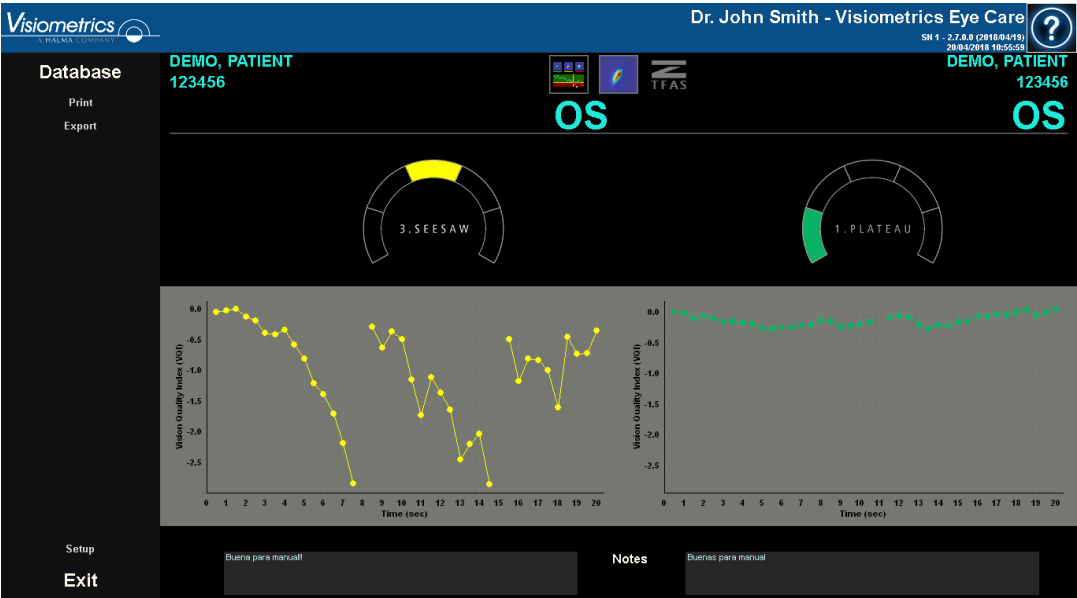 Visiometrics
A HALMA COMPANY
Dr. John Smith - Visiometrics Eye Care
SN 1 - 2.7.0.0 (2018/04/19)
20/04/2018 10:55:59
?
Database
Print
Export
Setup
Exit
DEMO, PATIENT
123456
TFAS
DEMO, PATIENT
123456
OS
OS
3.SEESAW
1.PLATEAU
Vision Quality Index (VQI)
0.0
-0.5
-1.0
-1.5
-2.0
-2.5
0 1 2 3 4 5 6 7 8 9 10 11 12 13 14 15 16 17 18 19 20
Time (sec)
Vision Quality Index (VQI)
0.0
-0.5
-1.0
-1.5
-2.0
-2.5
0 1 2 3 4 5 6 7 8 9 10 11 12 13 14 15 16 17 18 19 20
Time (sec)
Buena para manual!!
Notes
Buenas para manual